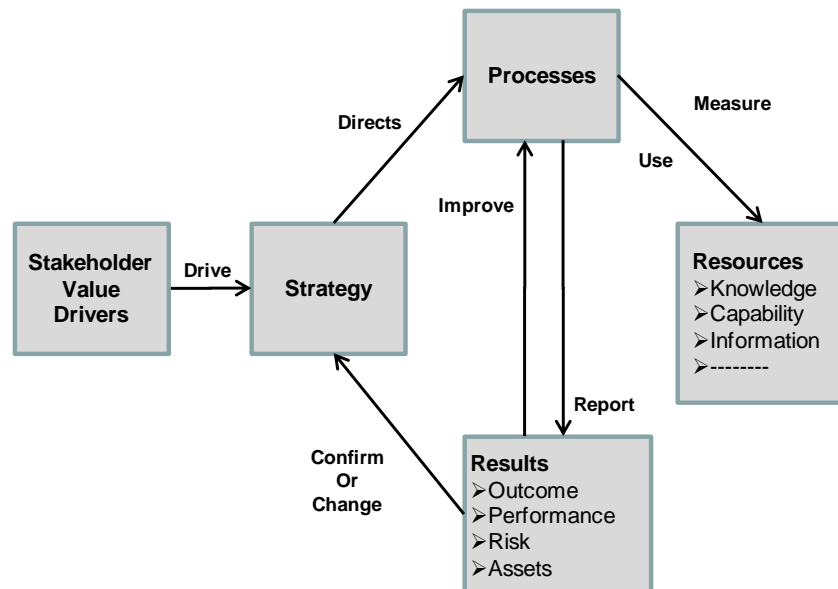 Processes
Directs
Measure
Use
Improve
Stakeholder
Value
Drivers
Drive
Strategy
Resources
➢Knowledge
➢Capability
➢Information
➢--------
Report
Confirm
Or
Change
Results
➢Outcome
➢Performance
➢Risk
➢Assets